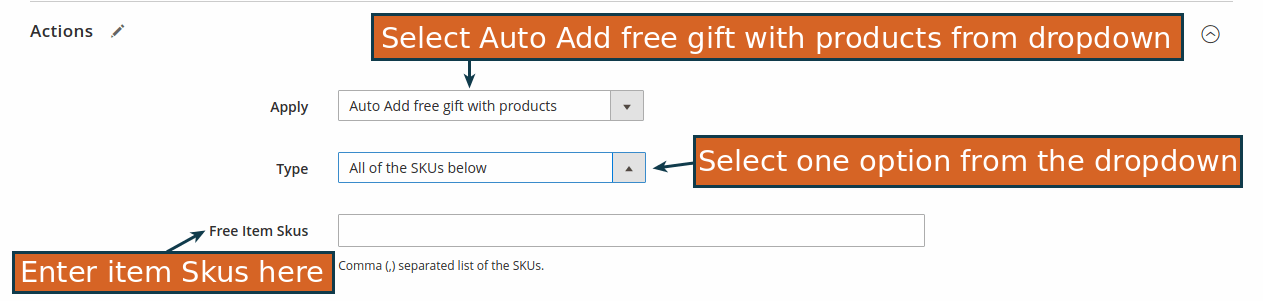 Actions
Select Auto Add free gift with products from dropdown
Apply
Auto Add free gift with products
Type
All of the SKUs below
Select one option from the dropdown
Free Item Skus
Enter item Skus here
Comma (,) separated list of the SKUs.